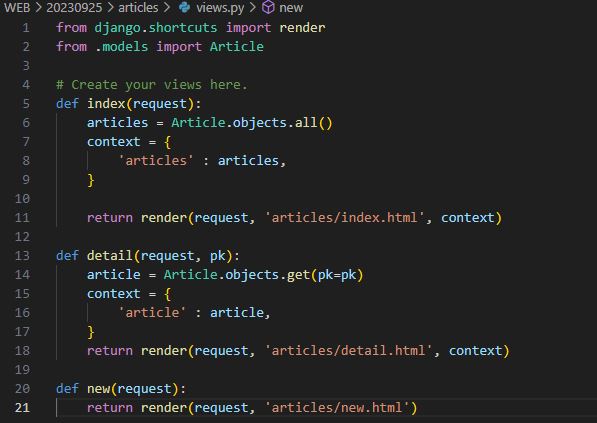 WEB > 20230925 > articles > views.py > new
1 from django.shortcuts import render
2 from .models import Article
3
4 # Create your views here.
5 def index(request):
6     articles = Article.objects.all()
7     context = {
8         'articles' : articles,
9     }
10
11     return render(request, 'articles/index.html', context)
12
13 def detail(request, pk):
14     article = Article.objects.get(pk=pk)
15     context = {
16         'article' : article,
17     }
18     return render(request, 'articles/detail.html', context)
19
20 def new(request):
21     return render(request, 'articles/new.html')